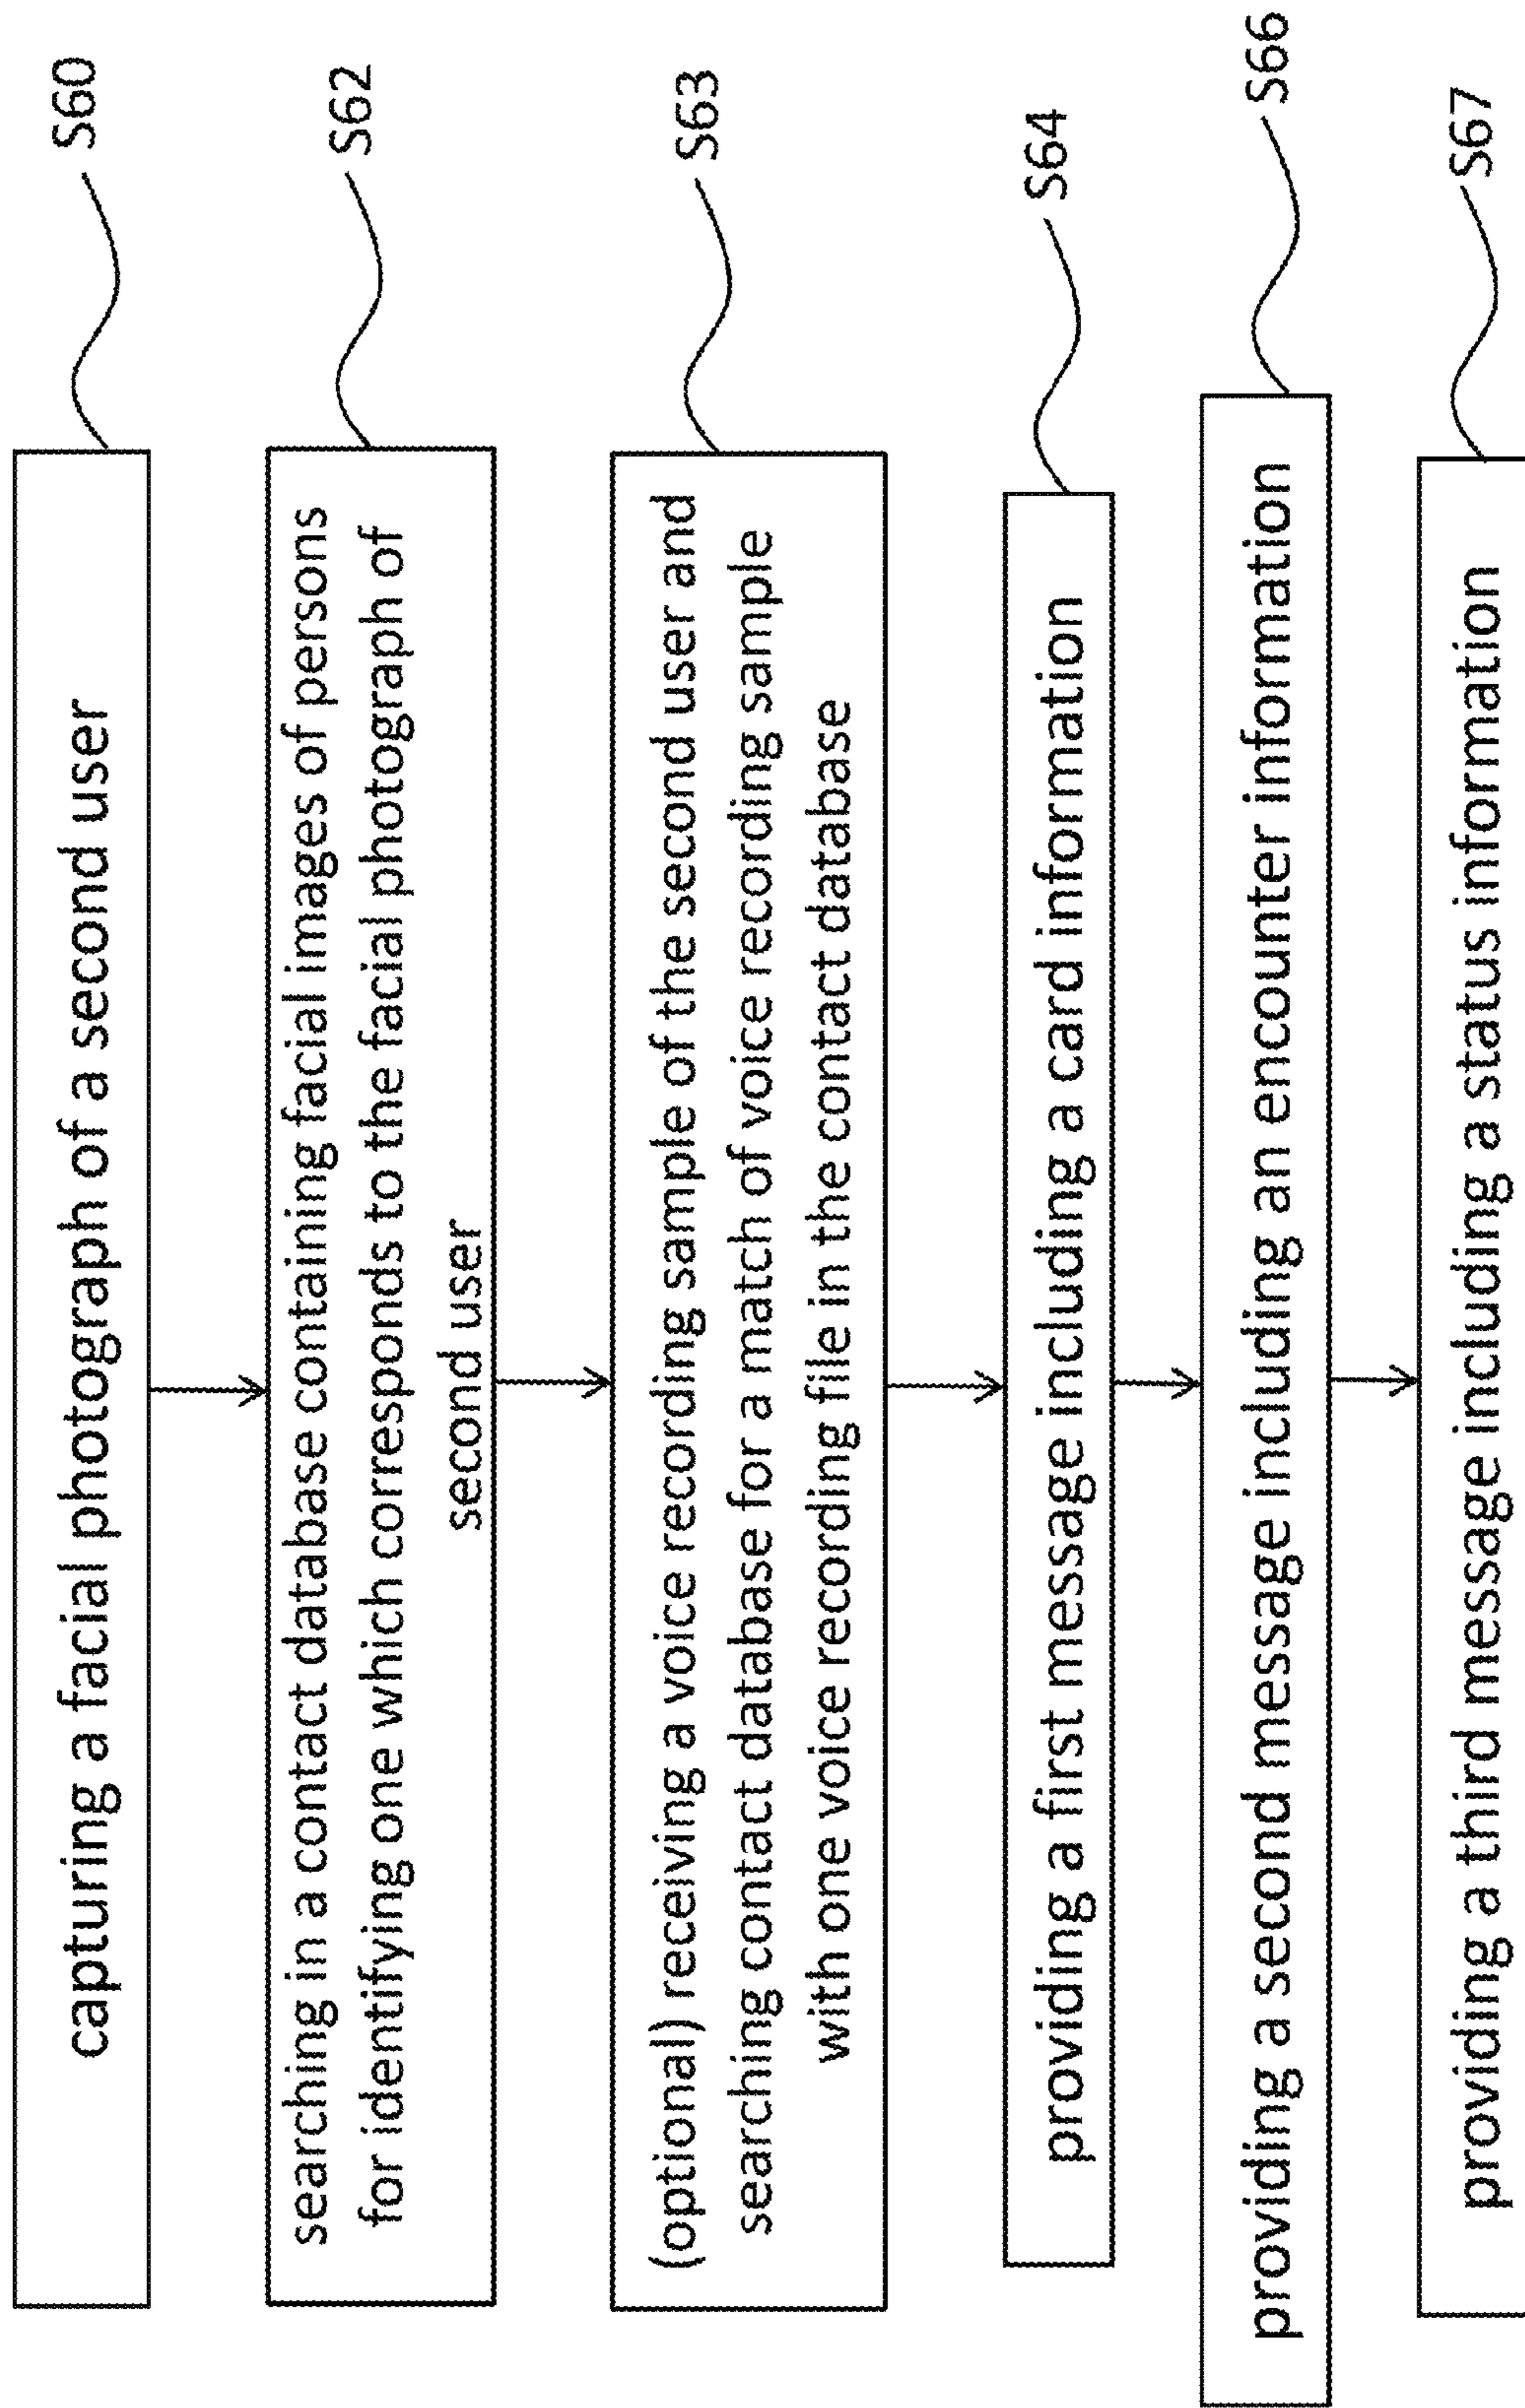 capturing a facial photograph of a second user
S60
searching in a contact database containing facial images of persons
for identifying one which corresponds to the facial photograph of
second user
S62
(optional) receiving a voice recording sample of the second user and
searching contact database for a match of voice recording sample
with one voice recording file in the contact database
S63
providing a first message including a card information
S64
providing a second message including an encounter information
S66
providing a third message including a status information
S67